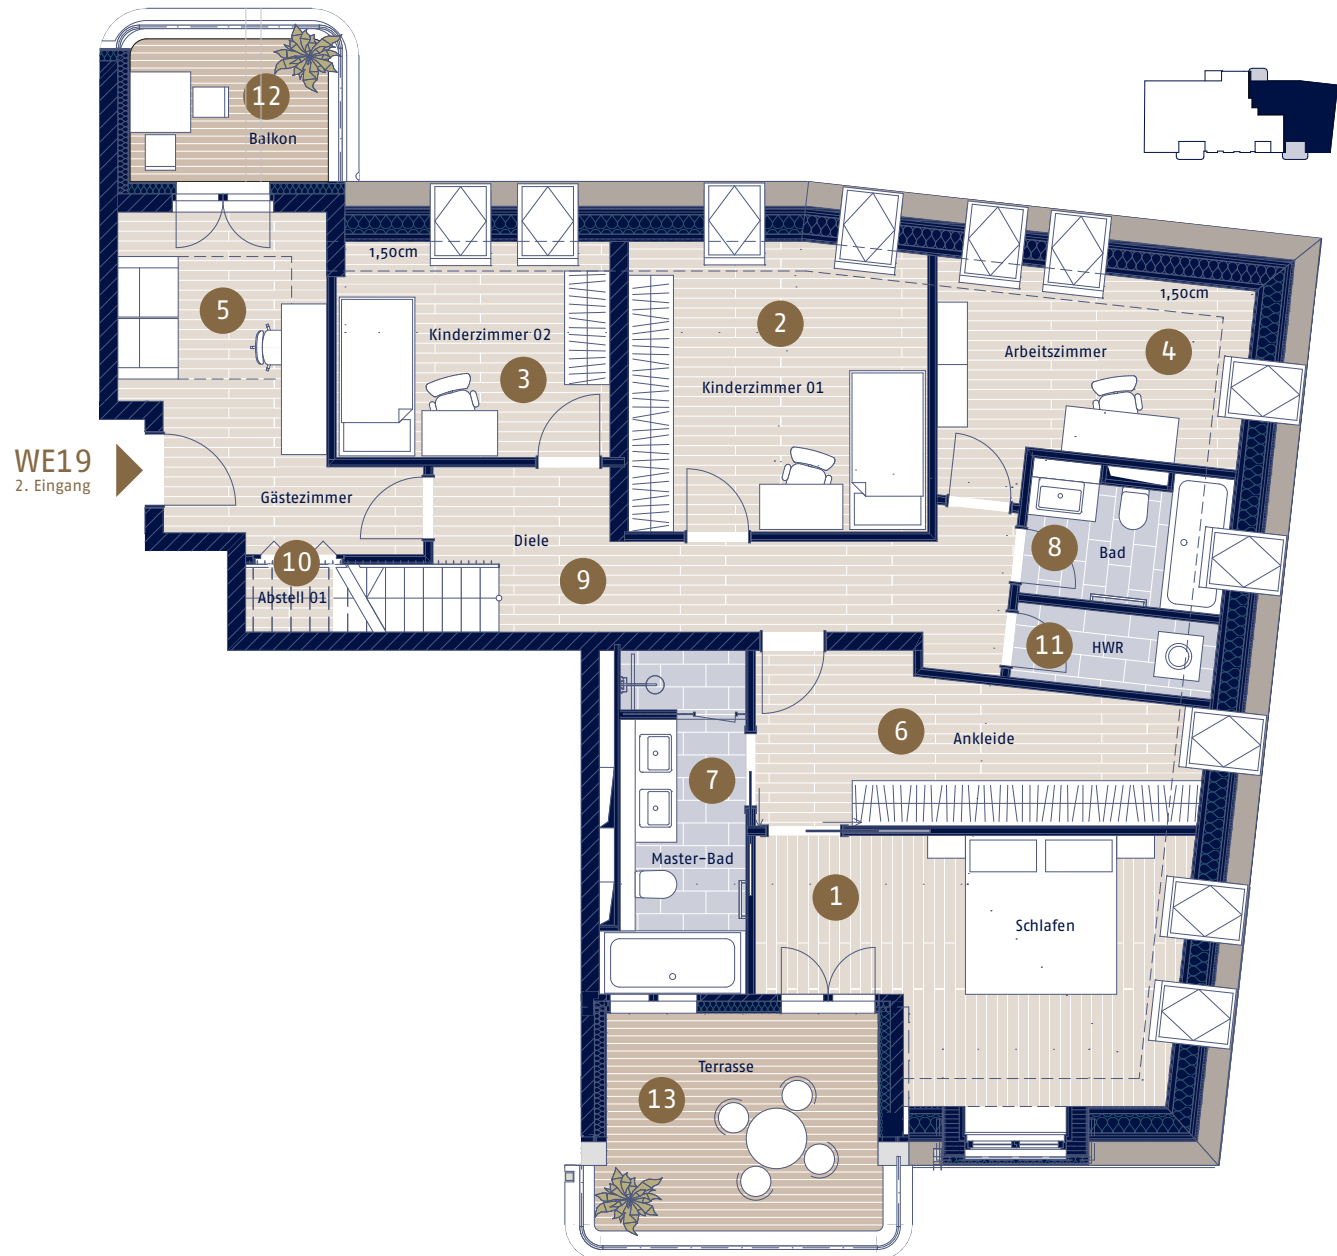 12
Balkon
1,50cm
5
2
1,50cm
Kinderzimmer 02
Arbeitszimmer
4
3
Kinderzimmer 01
WE19
2. Eingang
Gästezimmer
Diele
8
Bad
10
9
Abstell 01
11
HWR
6
Ankleide
7
Master-Bad
1
Schlafen
Terrasse
13